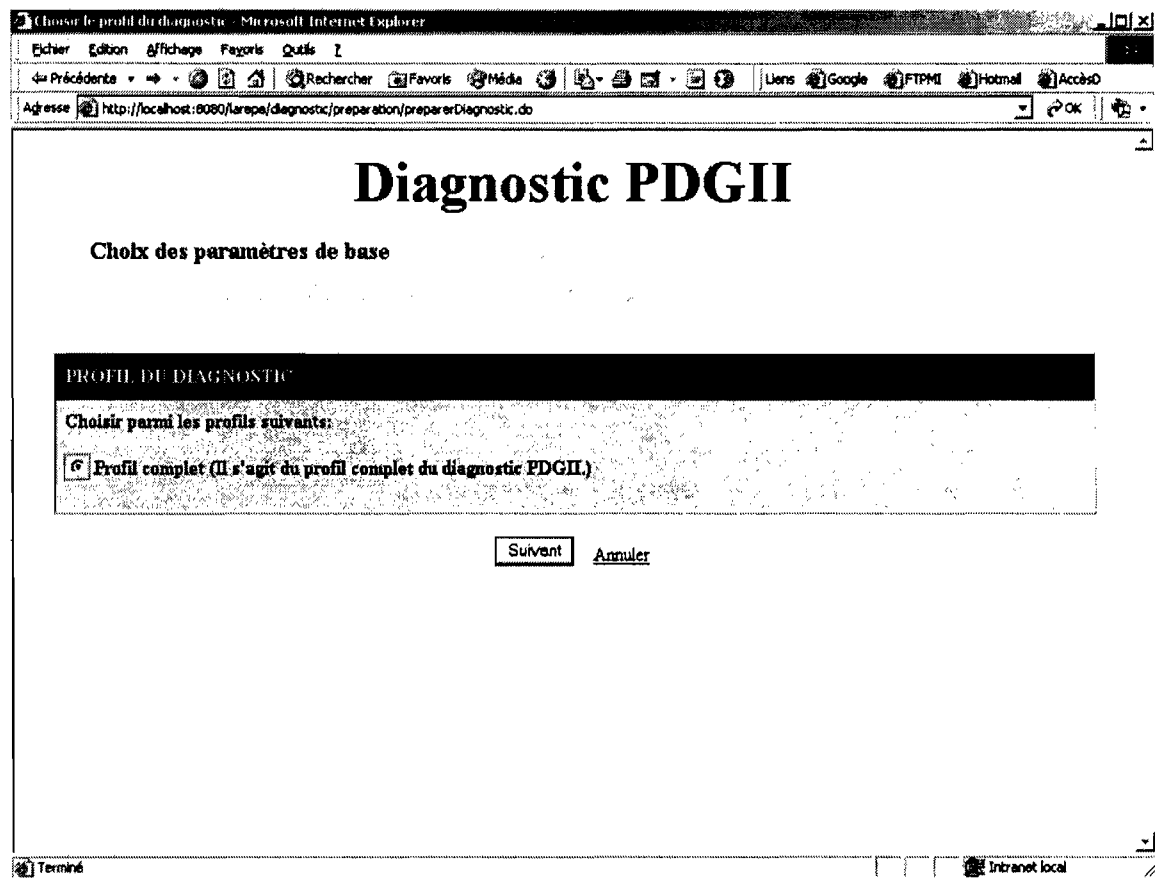 Choisir le profil du diagnostic - Microsoft Internet Explorer
Fichier Edition Affichage Favoris Outils ?
Précédente Rechercher Favoris Média Liens Google FTPMI Hotmail AccèsD
Adresse http://localhost:8080/larepa/diagnostic/preparation/preparerDiagnostic.do OK
Diagnostic PDGII
Choix des paramètres de base
PROFIL DU DIAGNOSTIC
Choisir parmi les profils suivants:
Profil complet (Il s'agit du profil complet du diagnostic PDGII.)
Suivant Annuler
Terminé Intranet local